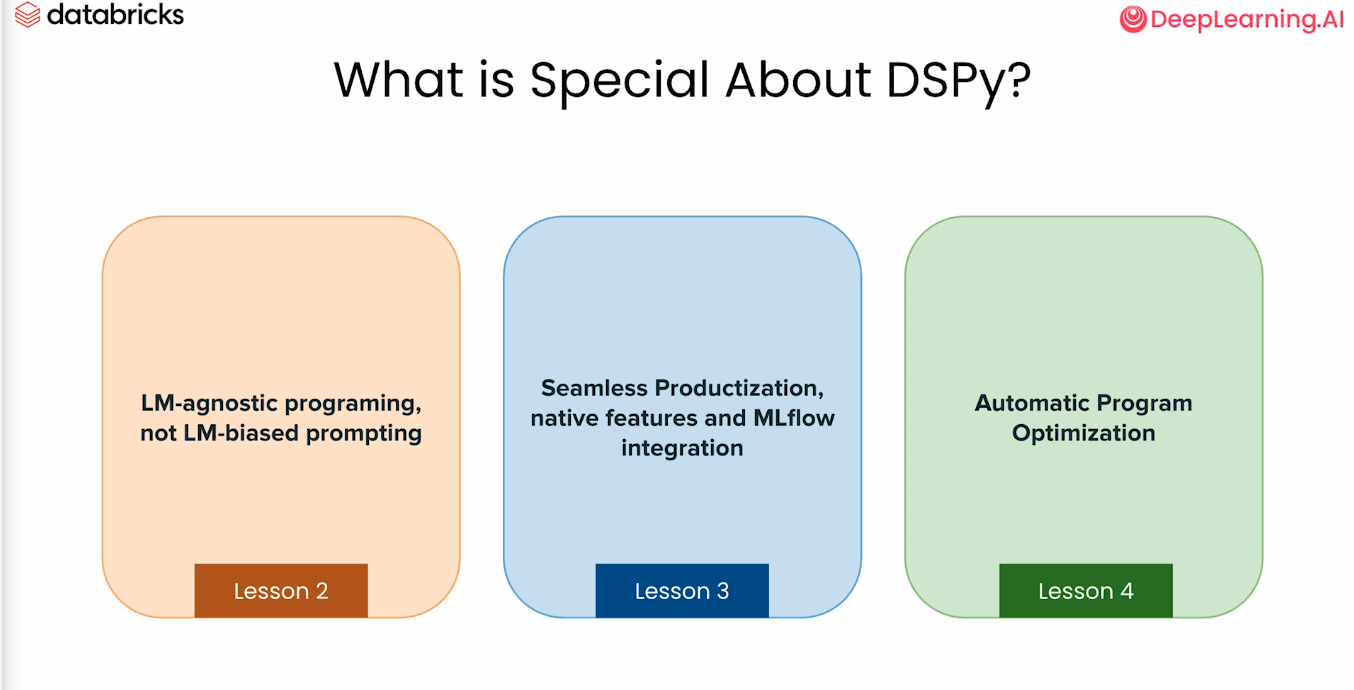 databricks
DeepLearning.AI
What is Special About DSPy?
LM-agnostic programing,
not LM-biased prompting
Lesson 2
Seamless Productization,
native features and MLflow
integration
Lesson 3
Automatic Program
Optimization
Lesson 4